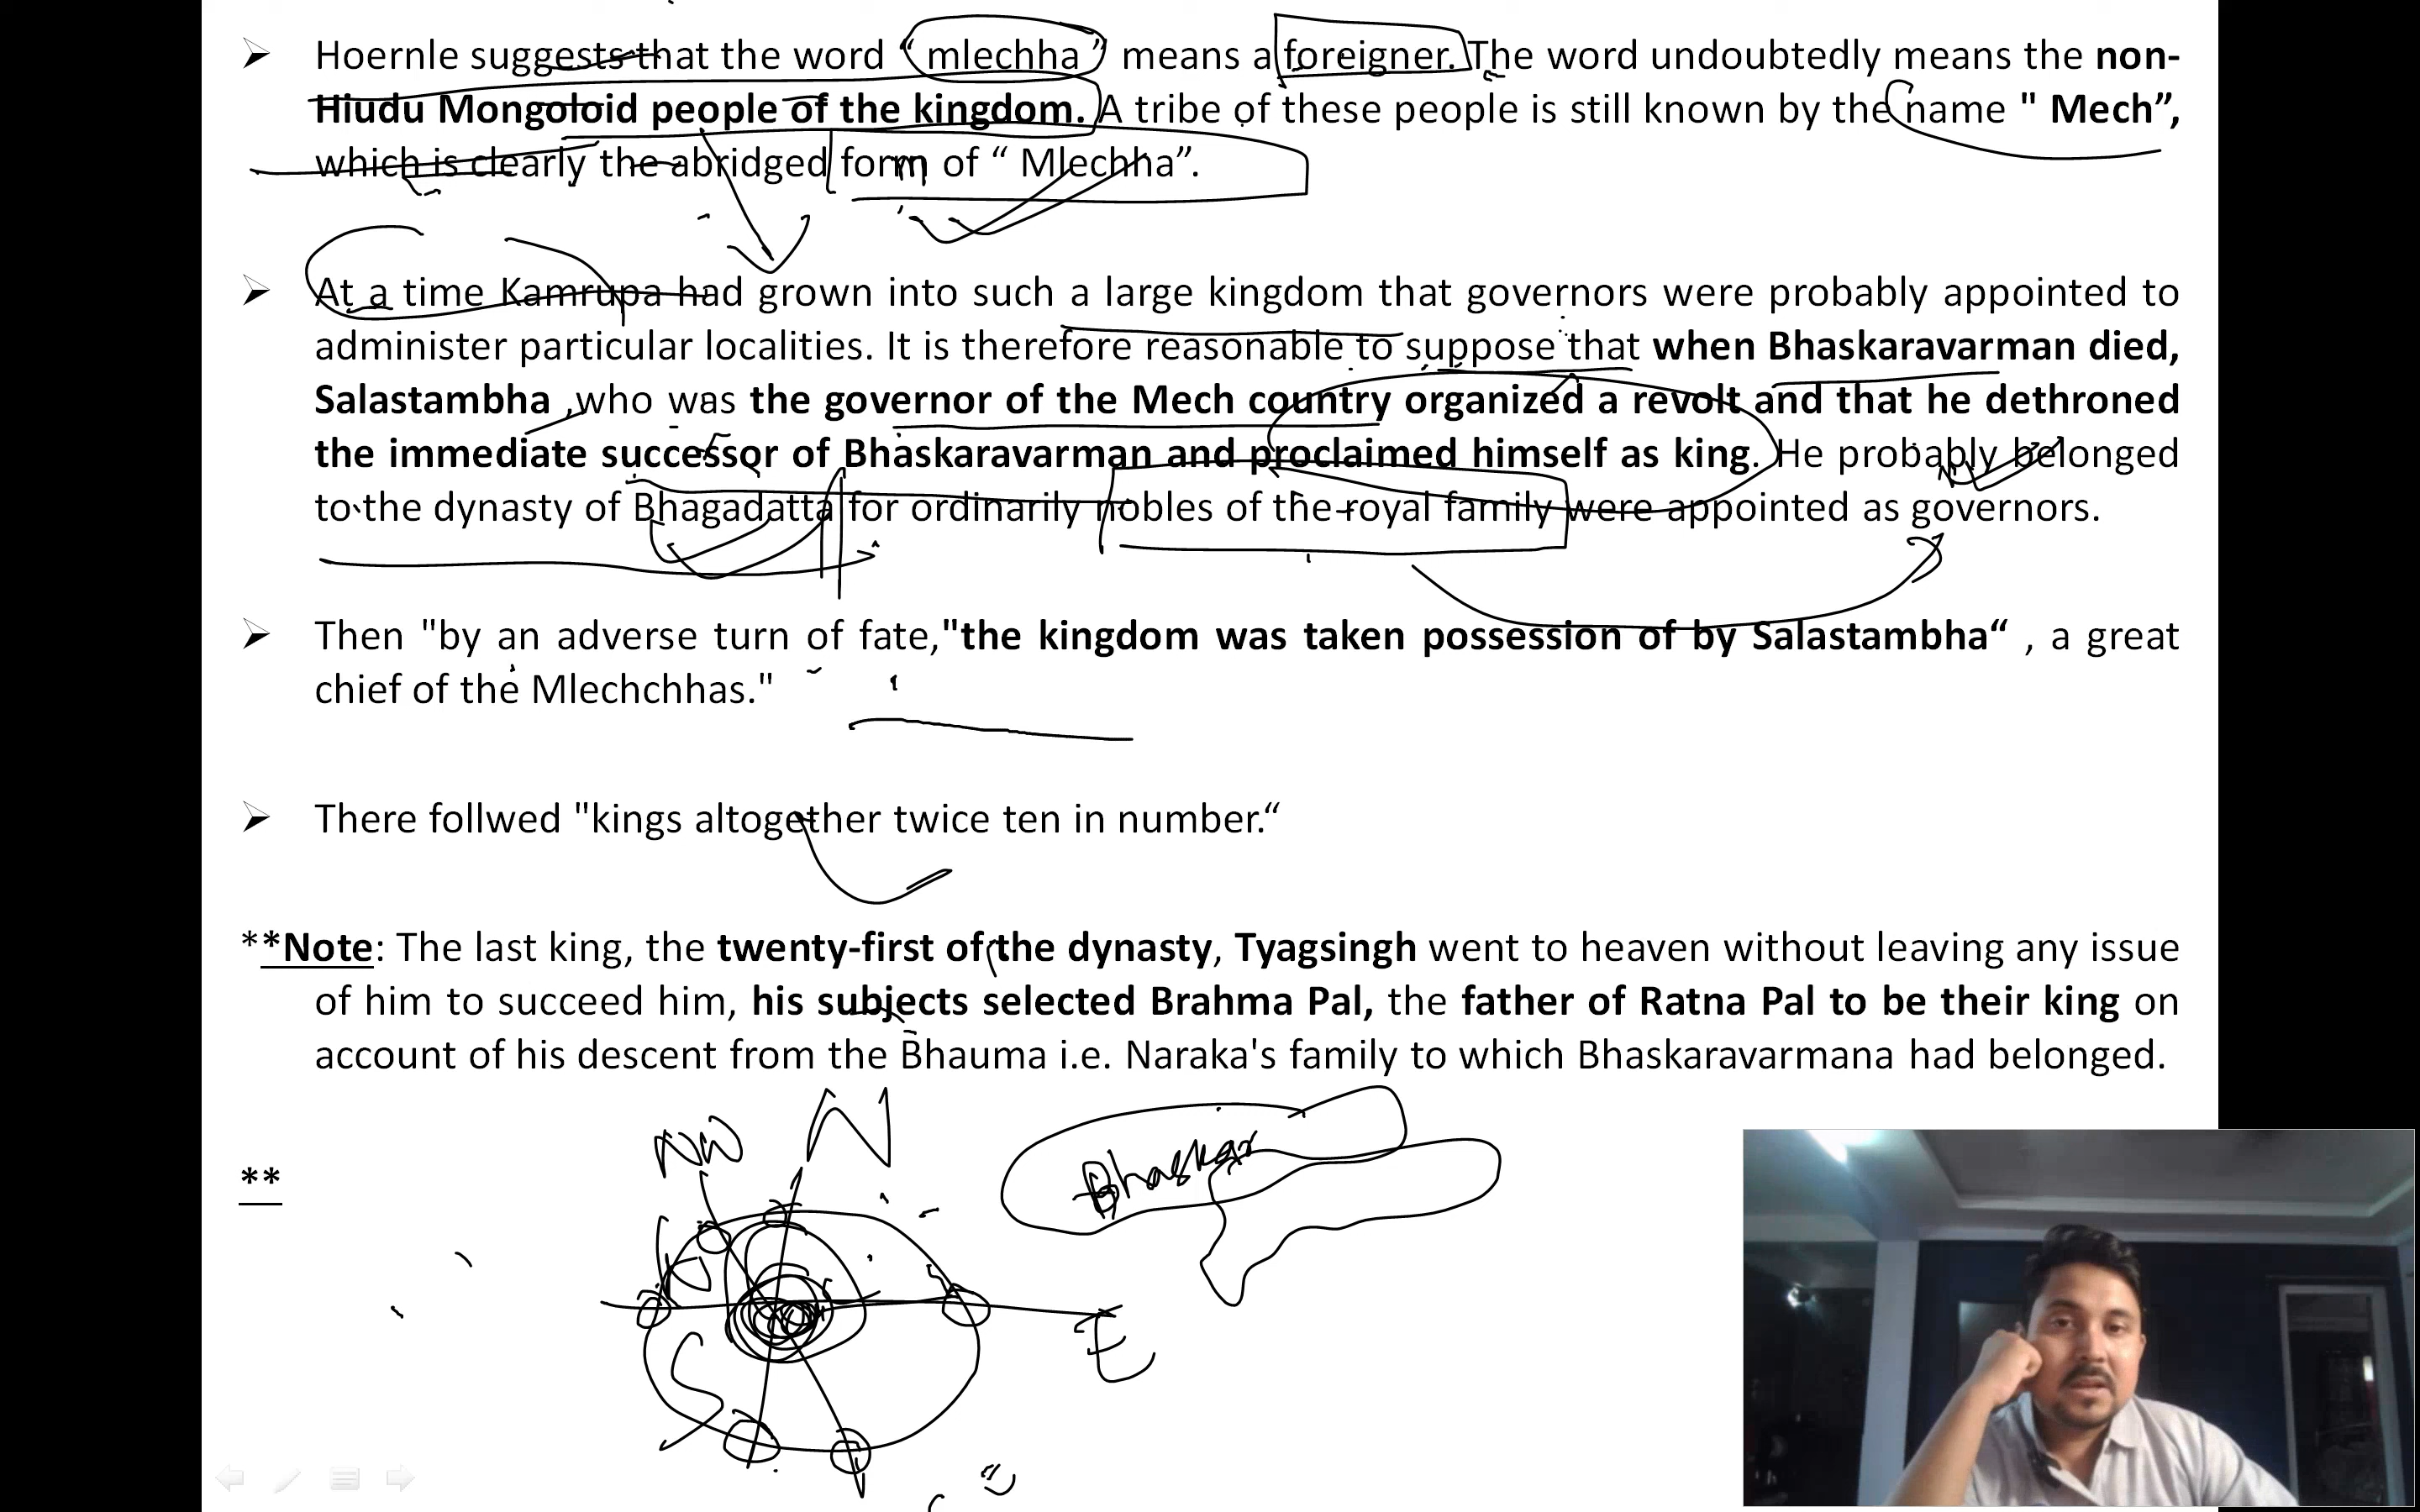 Hoernle suggests that the word “ mlechha ” means a foreigner. The word undoubtedly means the non-
Hiudu Mongoloid people of the kingdom. A tribe of these people is still known by the name " Mech”,
which is clearly the abridged form of “ Mlechha”.
At a time Kamrupa had grown into such a large kingdom that governors were probably appointed to
administer particular localities. It is therefore reasonable to suppose that when Bhaskaravarman died,
Salastambha ,who was the governor of the Mech country organized a revolt and that he dethroned
the immediate successor of Bhaskaravarman and proclaimed himself as king. He probably belonged
to the dynasty of Bhagadatta for ordinarily nobles of the royal family were appointed as governors.
Then "by an adverse turn of fate,"the kingdom was taken possession of by Salastambha“ , a great
chief of the Mlechchhas."
There follwed "kings altogether twice ten in number.“
**Note: The last king, the twenty-first of the dynasty, Tyagsingh went to heaven without leaving any issue
of him to succeed him, his subjects selected Brahma Pal, the father of Ratna Pal to be their king on
account of his descent from the Bhauma i.e. Naraka's family to which Bhaskaravarmana had belonged.
NW N
Bhaskar
**
E
S